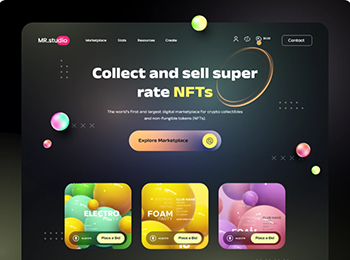 MR.studio
Marketplace Stats Resources Create
Contact
Collect and sell super
rate NFTs
The world's first and largest digital marketplace for crypto collectibles
and non-fungible tokens (NFTs).
Explore Marketplace
ELECTRO
FOAM
FOAM
Place a Bid
Place a Bid
Place a Bid